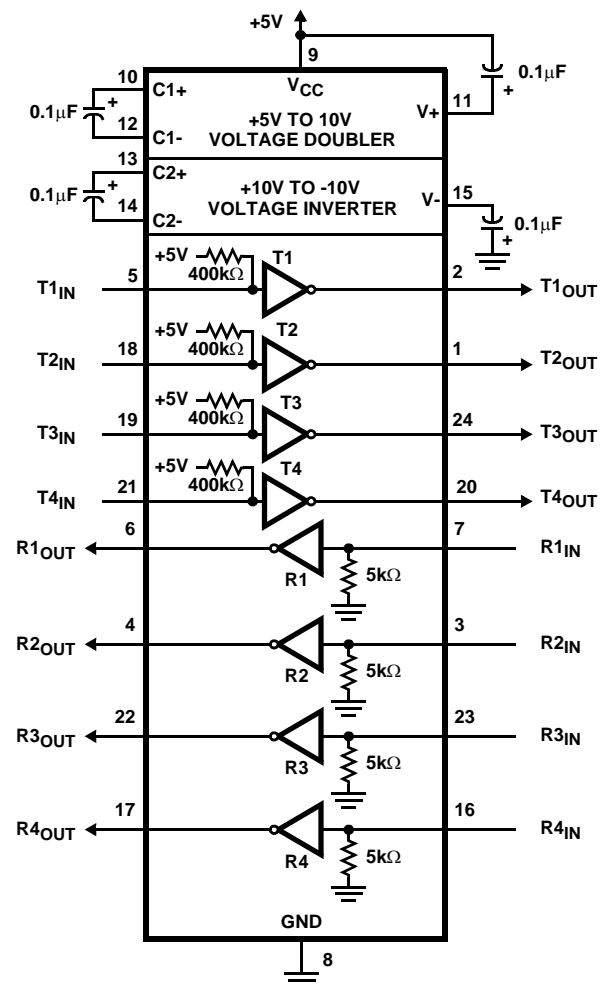 +5V
9
10
C1+
VCC
0.1μF
+
0.1μF
+
12
C1-
+5V TO 10V
VOLTAGE DOUBLER
V+
11
13
C2+
0.1μF
+
14
C2-
+10V TO -10V
VOLTAGE INVERTER
V-
15
0.1μF
+
+5V
400kΩ
T1
T1IN
5
2
T1OUT
+5V
400kΩ
T2
T2IN
18
1
T2OUT
+5V
400kΩ
T3
T3IN
19
24
T3OUT
+5V
400kΩ
T4
T4IN
21
20
T4OUT
R1OUT
6
7
R1IN
R1
5kΩ
R2OUT
4
3
R2IN
R2
5kΩ
R3OUT
22
23
R3IN
R3
5kΩ
R4OUT
17
16
R4IN
R4
5kΩ
GND
8